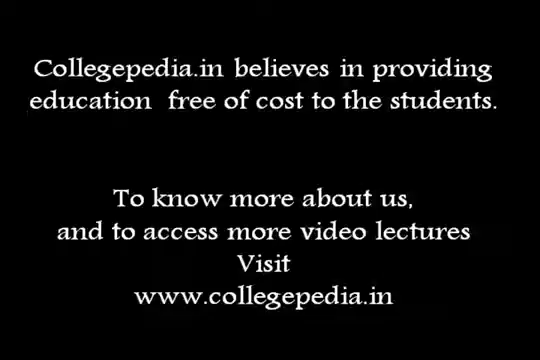 Collegepedia.in believes in providing
education free of cost to the students.
To know more about us,
and to access more video lectures
Visit
www.collegepedia.in